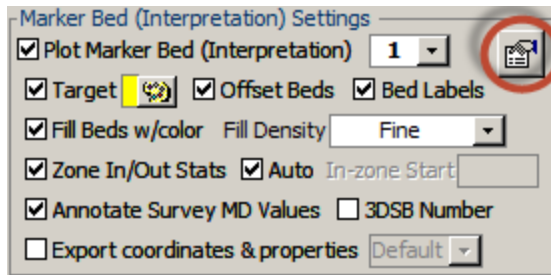 Marker Bed (Interpretation) Settings
Plot Marker Bed (Interpretation) 1
Target Offset Beds Bed Labels
Fill Beds w/color Fill Density Fine
Zone In/Out Stats Auto In-zone Start
Annotate Survey MD Values 3DSB Number
Export coordinates & properties Default